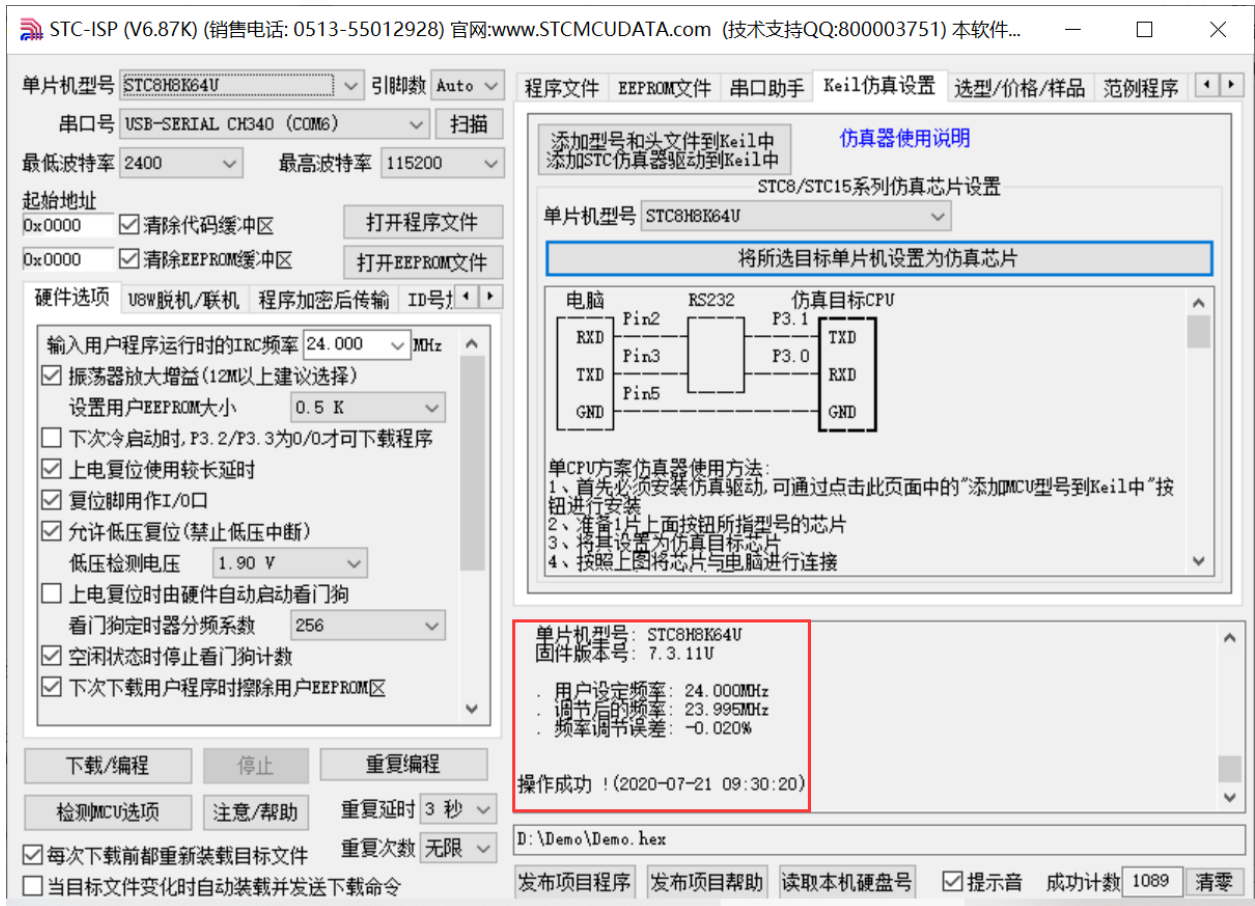 STC-ISP (V6.87K) (销售电话: 0513-55012928) 官网:www.STCMCUDATA.com (技术支持QQ:800003751) 本软件...
单片机型号 STC8H8K64U 引脚数 Auto
串口号 USB-SERIAL CH340 (COM6) 扫描
最低波特率 2400 最高波特率 115200
起始地址
0x0000 清除代码缓冲区 打开程序文件
0x0000 清除EEPROM缓冲区 打开EEPROM文件
硬件选项 U8W脱机/联机 程序加密后传输 ID号
输入用户程序运行时的IRC频率 24.000 MHz
振荡器放大增益(12M以上建议选择)
设置用户EEPROM大小 0.5 K
下次冷启动时,P3.2/P3.3为0/0才可下载程序
上电复位使用较长延时
复位脚用作I/O口
允许低压复位(禁止低压中断)
低压检测电压 1.90 V
上电复位时由硬件自动启动看门狗
看门狗定时器分频系数 256
空闲状态时停止看门狗计数
下次下载用户程序时擦除用户EEPROM区
下载/编程 停止 重复编程
检测MCU选项 注意/帮助 重复延时 3 秒
每次下载前都重新装载目标文件 重复次数 无限
当目标文件变化时自动装载并发送下载命令
程序文件 EEPROM文件 串口助手 Keil仿真设置 选型/价格/样品 范例程序
添加型号和头文件到Keil中
添加STC仿真器驱动到Keil中
仿真器使用说明
STC8/STC15系列仿真芯片设置
单片机型号 STC8H8K64U
将所选目标单片机设置为仿真芯片
电脑 RS232 仿真目标CPU
Pin2 P3.1
RXD TXD
Pin3 P3.0
TXD RXD
Pin5
GND GND
单CPU方案仿真器使用方法:
1、首先必须安装仿真驱动,可通过点击此页面中的"添加MCU型号到Keil中"按
钮进行安装
2、准备1片上面按钮所指型号的芯片
3、将其设置为仿真目标芯片
4、按照上图将芯片与电脑进行连接
单片机型号: STC8H8K64U
固件版本号: 7.3.11U
. 用户设定频率: 24.000MHz
. 调节后的频率: 23.995MHz
. 频率调节误差: -0.020%
操作成功 !(2020-07-21 09:30:20)
D:\Demo\Demo.hex
发布项目程序 发布项目帮助 读取本机硬盘号 提示音 成功计数 1089 清零